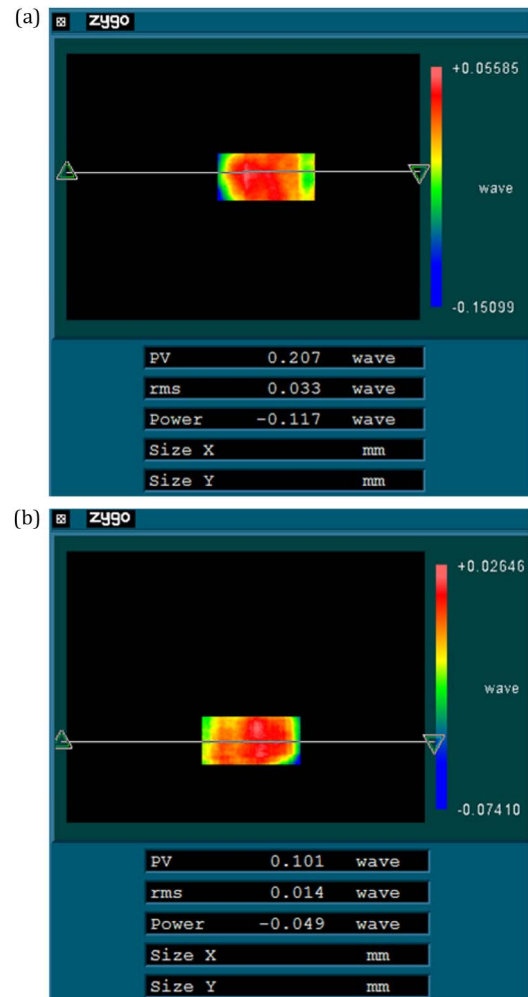 (a)
zygo
+0.05585
wave
-0.15099
PV 0.207 wave
rms 0.033 wave
Power -0.117 wave
Size X mm
Size Y mm
(b)
zygo
+0.02646
wave
-0.07410
PV 0.101 wave
rms 0.014 wave
Power -0.049 wave
Size X mm
Size Y mm